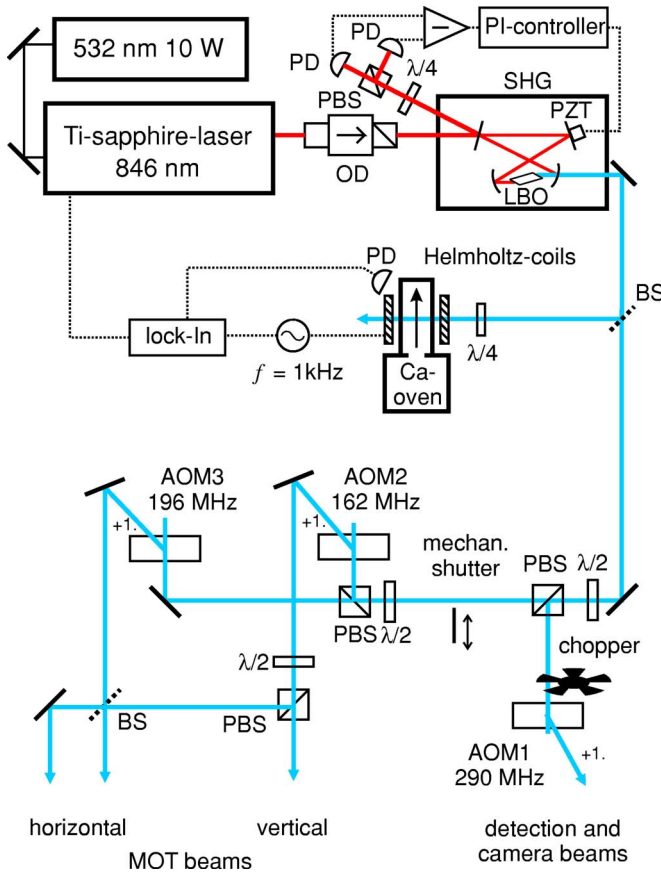 PD
PI-controller
532 nm 10 W
PD
λ/4
SHG
PBS
PZT
Ti-sapphire-laser
846 nm
OD
LBO
PD
Helmholtz-coils
BS
lock-In
λ/4
f = 1kHz
Ca-
oven
AOM3
196 MHz
AOM2
162 MHz
+1.
+1.
mechan.
shutter
PBS
λ/2
PBS
λ/2
chopper
λ/2
BS
PBS
AOM1
290 MHz
+1.
horizontal
vertical
detection and
camera beams
MOT beams